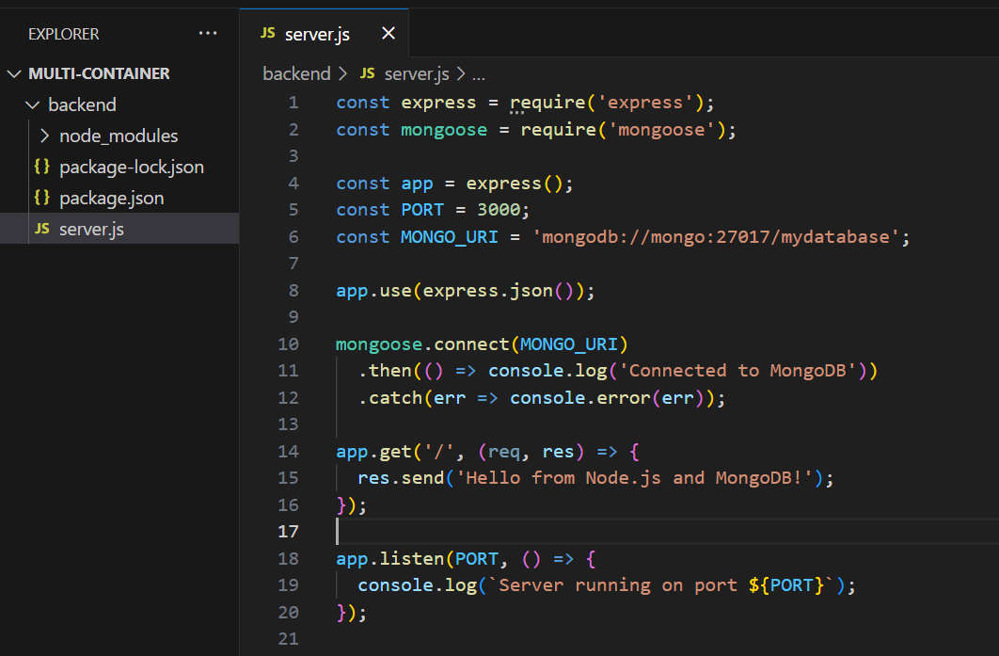 EXPLORER
···
MULTI-CONTAINER
backend
node_modules
{} package-lock.json
{} package.json
JS server.js
JS server.js ×
backend > JS server.js > ...
1 const express = require('express');
2 const mongoose = require('mongoose');
3
4 const app = express();
5 const PORT = 3000;
6 const MONGO_URI = 'mongodb://mongo:27017/mydatabase';
7
8 app.use(express.json());
9
10 mongoose.connect(MONGO_URI)
11   .then(() => console.log('Connected to MongoDB'))
12   .catch(err => console.error(err));
13
14 app.get('/', (req, res) => {
15   res.send('Hello from Node.js and MongoDB!');
16 });
17
18 app.listen(PORT, () => {
19   console.log(`Server running on port ${PORT}`);
20 });
21